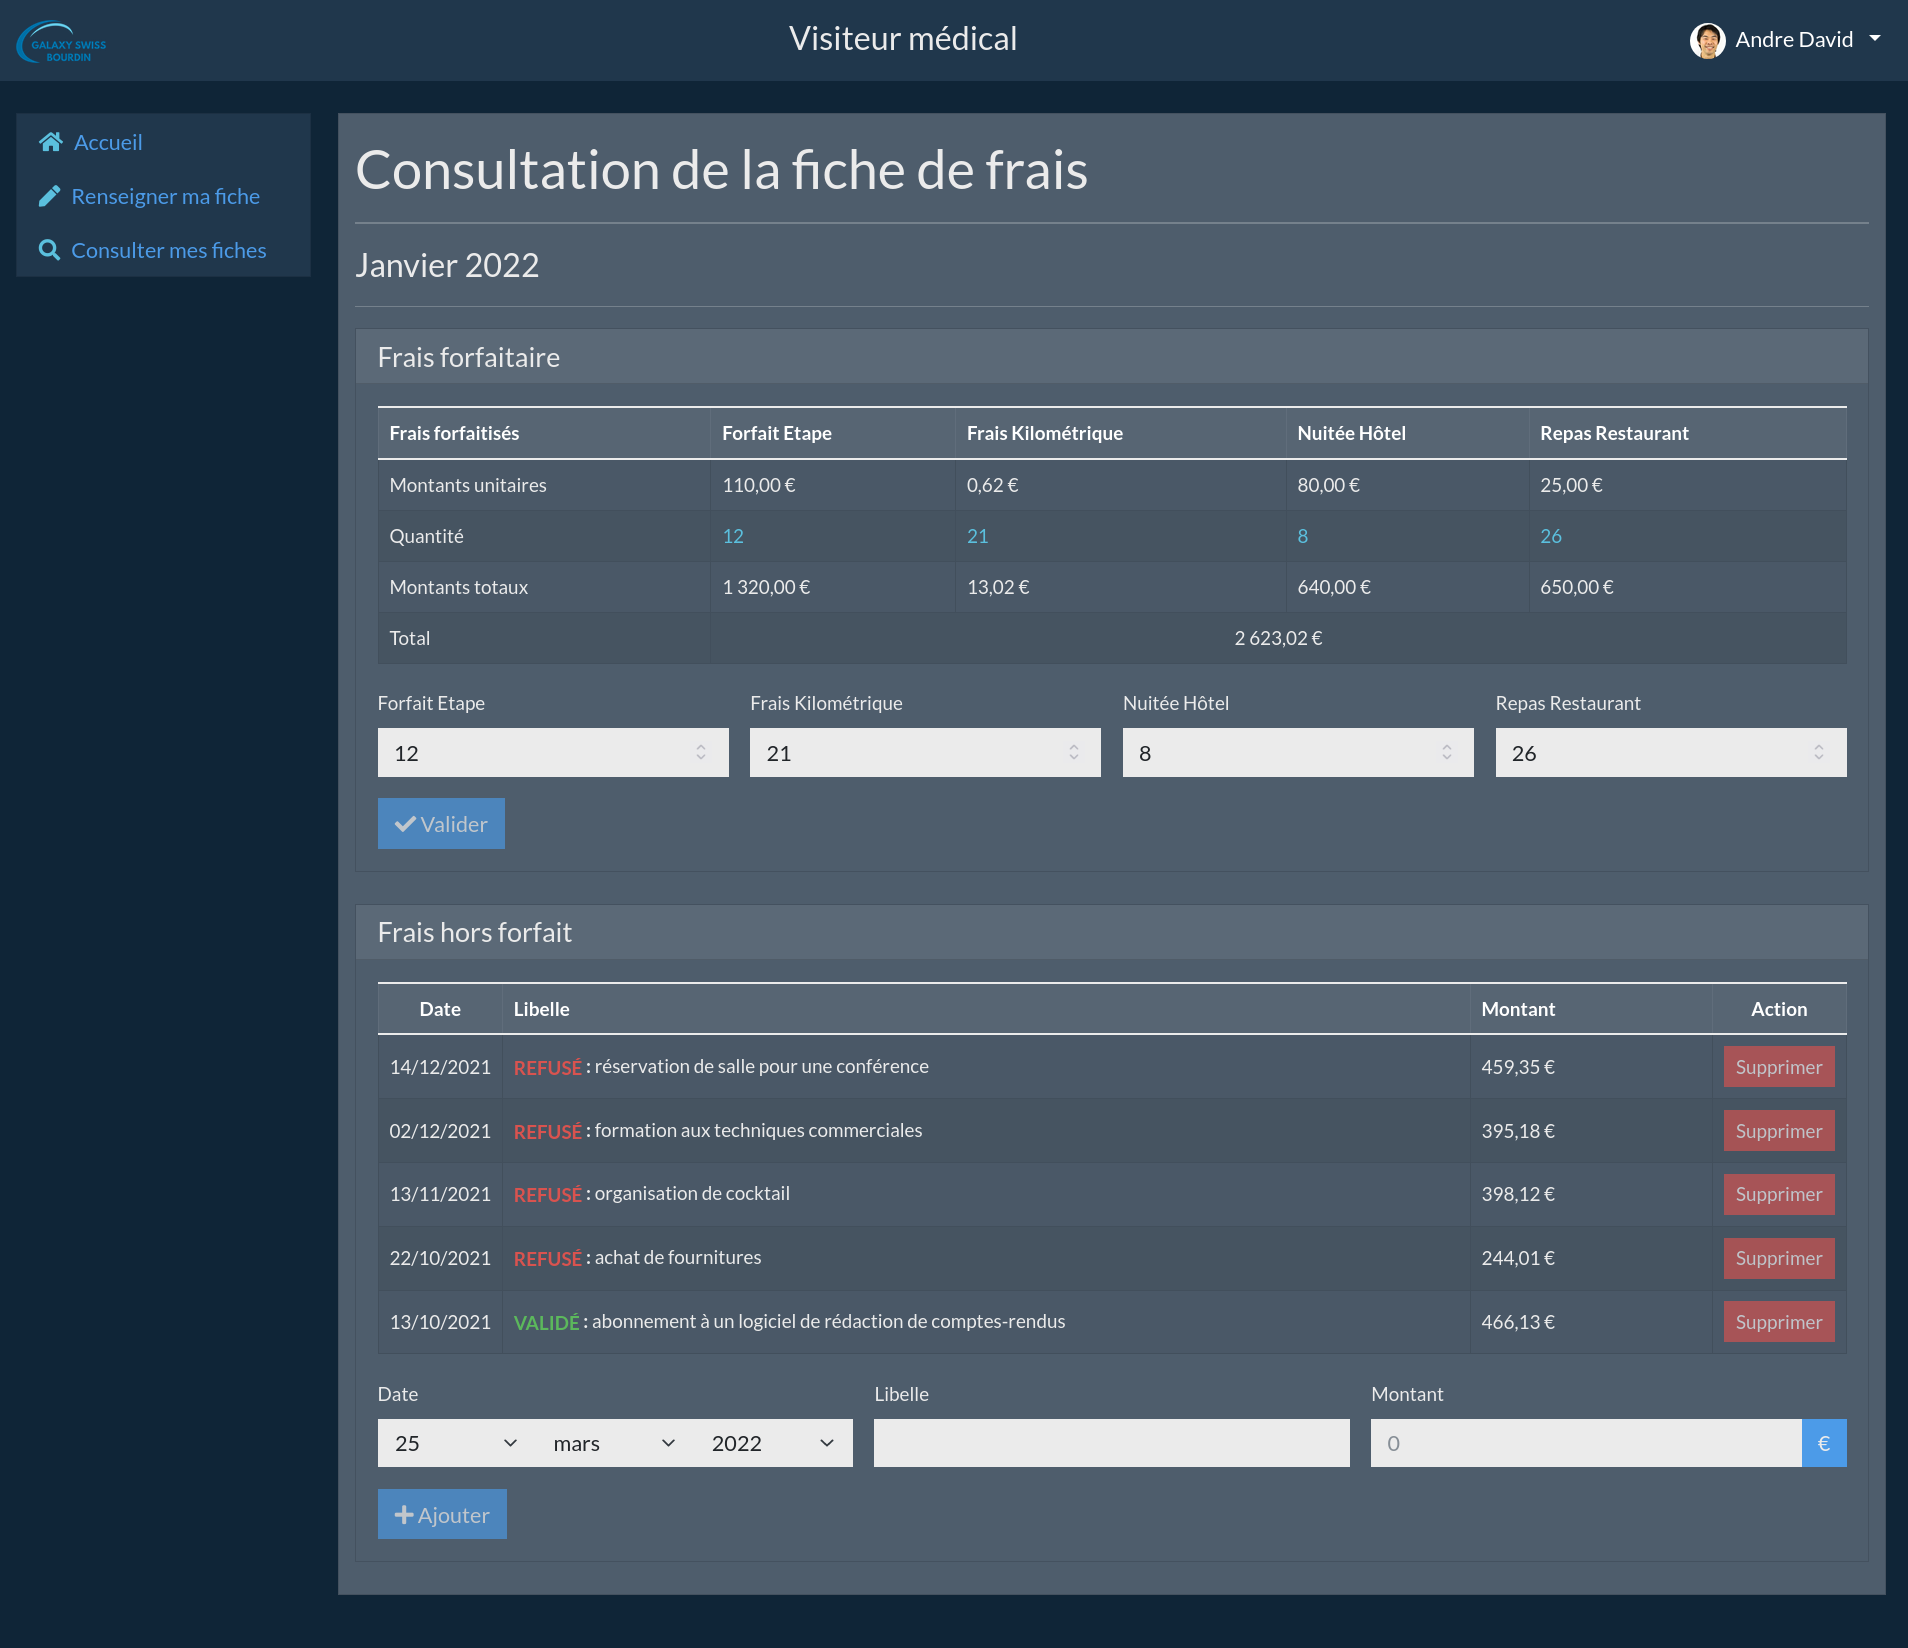 GALAXY SWISS
BOURDIN
Visiteur médical
Andre David
Accueil
Renseigner ma fiche
Consulter mes fiches
Consultation de la fiche de frais
Janvier 2022
Frais forfaitaire
Frais forfaitisés Forfait Etape Frais Kilométrique Nuitée Hôtel Repas Restaurant
Montants unitaires 110,00 € 0,62 € 80,00 € 25,00 €
Quantité 12 21 8 26
Montants totaux 1 320,00 € 13,02 € 640,00 € 650,00 €
Total 2 623,02 €
Forfait Etape Frais Kilométrique Nuitée Hôtel Repas Restaurant
12 21 8 26
Valider
Frais hors forfait
Date Libelle Montant Action
14/12/2021 REFUSÉ : réservation de salle pour une conférence 459,35 € Supprimer
02/12/2021 REFUSÉ : formation aux techniques commerciales 395,18 € Supprimer
13/11/2021 REFUSÉ : organisation de cocktail 398,12 € Supprimer
22/10/2021 REFUSÉ : achat de fournitures 244,01 € Supprimer
13/10/2021 VALIDÉ : abonnement à un logiciel de rédaction de comptes-rendus 466,13 € Supprimer
Date Libelle Montant
25 mars 2022 0 €
Ajouter